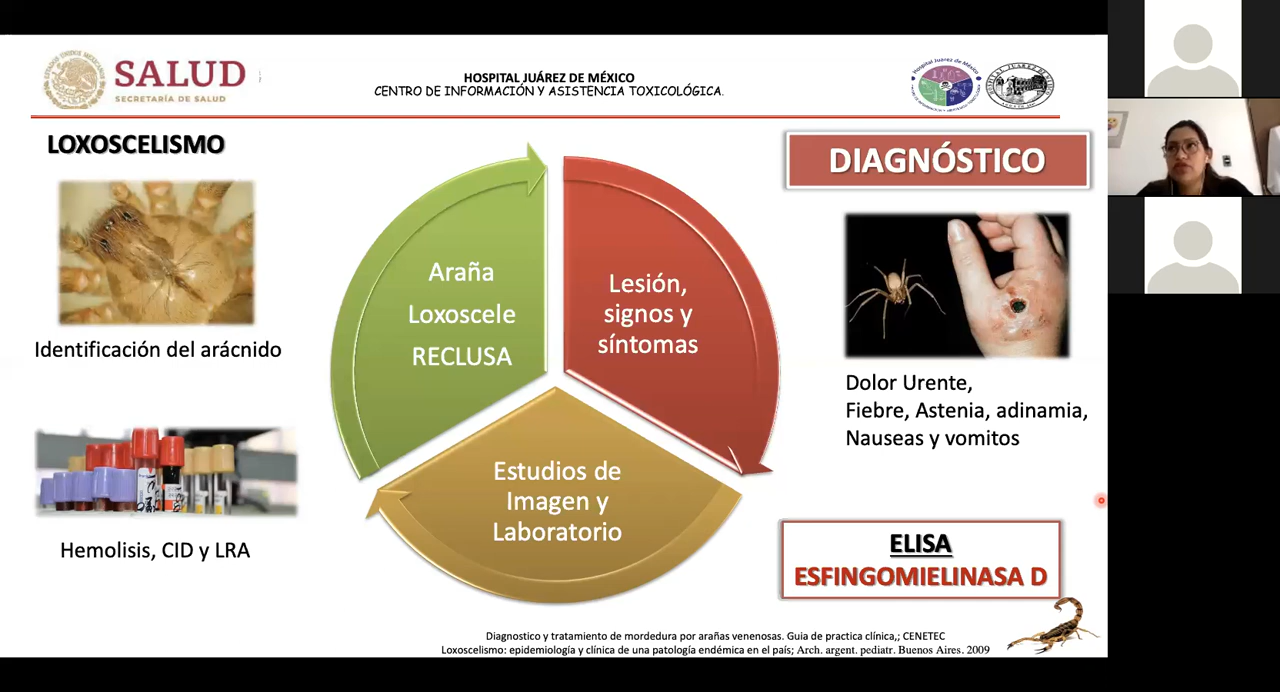 SALUD
SECRETARÍA DE SALUD
HOSPITAL JUÁREZ DE MÉXICO
CENTRO DE INFORMACIÓN Y ASISTENCIA TOXICOLÓGICA.
LOXOSCELISMO
DIAGNÓSTICO
Araña
Loxoscele
RECLUSA
Lesión,
signos y
síntomas
Identificación del arácnido
Dolor Urente,
Fiebre, Astenia, adinamia,
Nauseas y vomitos
Estudios de
Imagen y
Laboratorio
Hemolisis, CID y LRA
ELISA
ESFINGOMIELINASA D
Diagnostico y tratamiento de mordedura por arañas venenosas. Guia de practica clínica,; CENETEC
Loxoscelismo: epidemiología y clínica de una patología endémica en el país; Arch. argent. pediatr. Buenos Aires. 2009